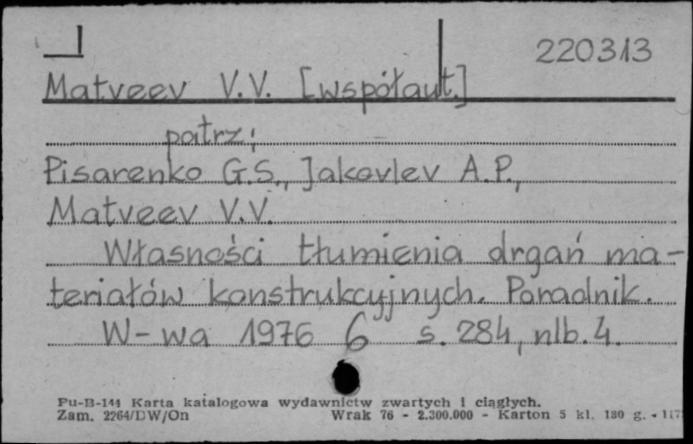 220313
Matveev V.V. [współaut.]
patrz:
Pisarenko G.S., Jakovlev A.P.,
Matveev V.V.
Własności tłumienia drgań ma-
teriałów konstrukcyjnych. Poradnik.
W-wa 1976 6 s. 284, nlb. 4.
Pu-B-144 Karta katalogowa wydawnictw zwartych i ciągłych.
Zam. 2264/DW/On Wrak 76 - 2.300.000 - Karton 5 kl. 180 g. - 117